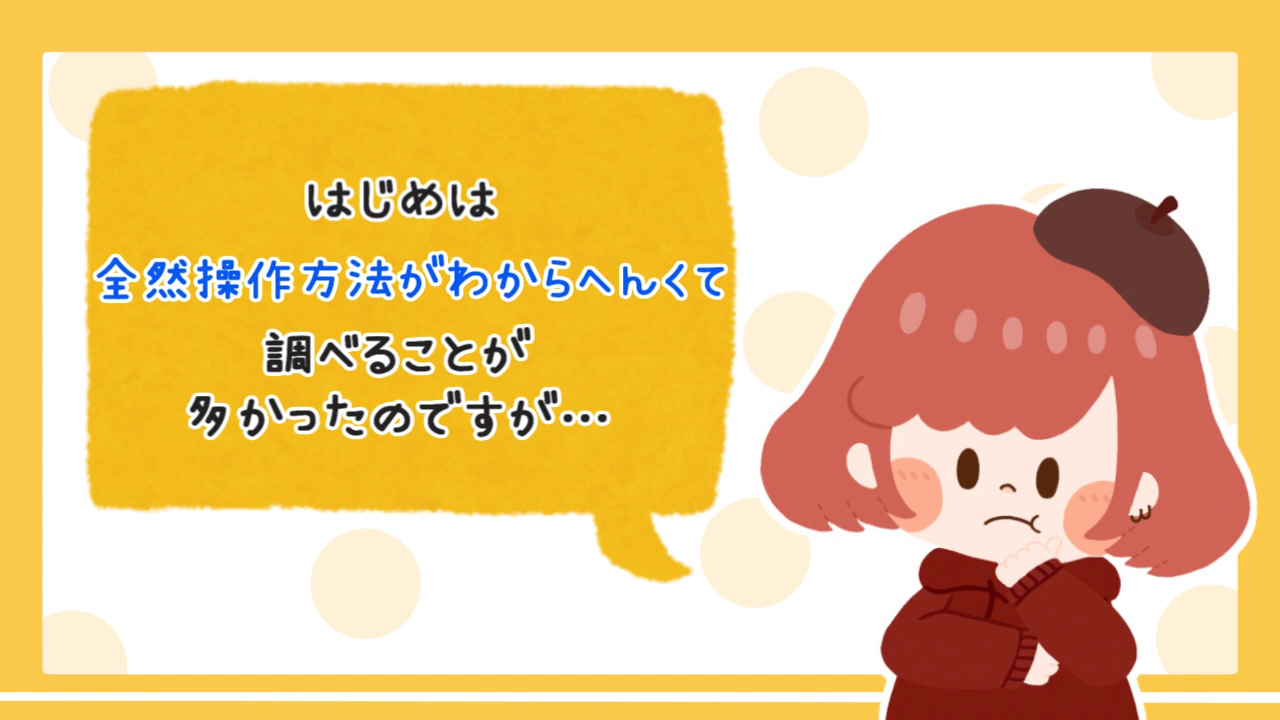 はじめは
全然操作方法がわからへんくて
調べることが
多かったのですが…